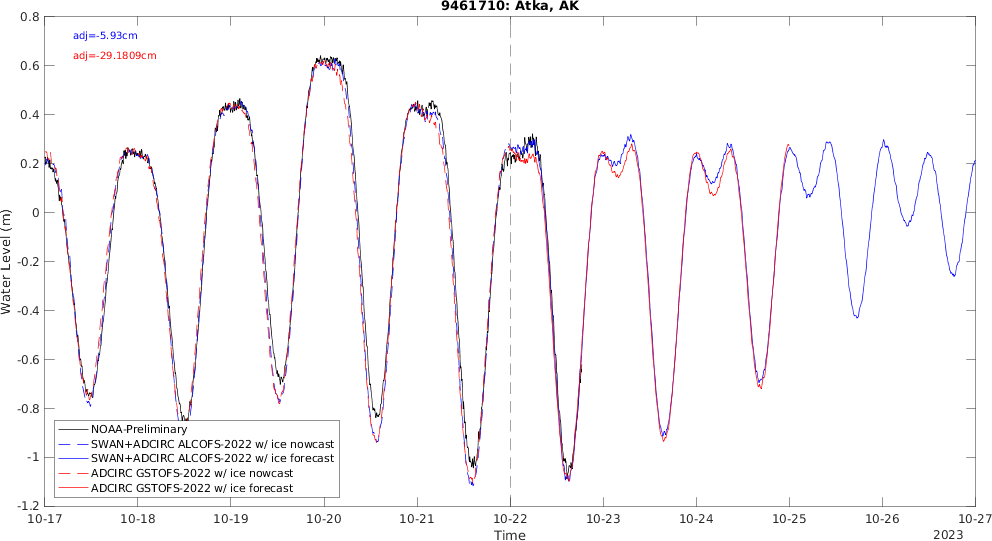 9461710: Atka, AK
adj=-5.93cm
adj=-29.1809cm
0.8
0.6
0.4
0.2
0
-0.2
-0.4
-0.6
-0.8
-1
-1.2
Water Level (m)
NOAA-Preliminary
SWAN+ADCIRC ALCOFS-2022 w/ ice nowcast
SWAN+ADCIRC ALCOFS-2022 w/ ice forecast
ADCIRC GSTOFS-2022 w/ ice nowcast
ADCIRC GSTOFS-2022 w/ ice forecast
10-17 10-18 10-19 10-20 10-21 10-22 10-23 10-24 10-25 10-26 10-27
Time
2023